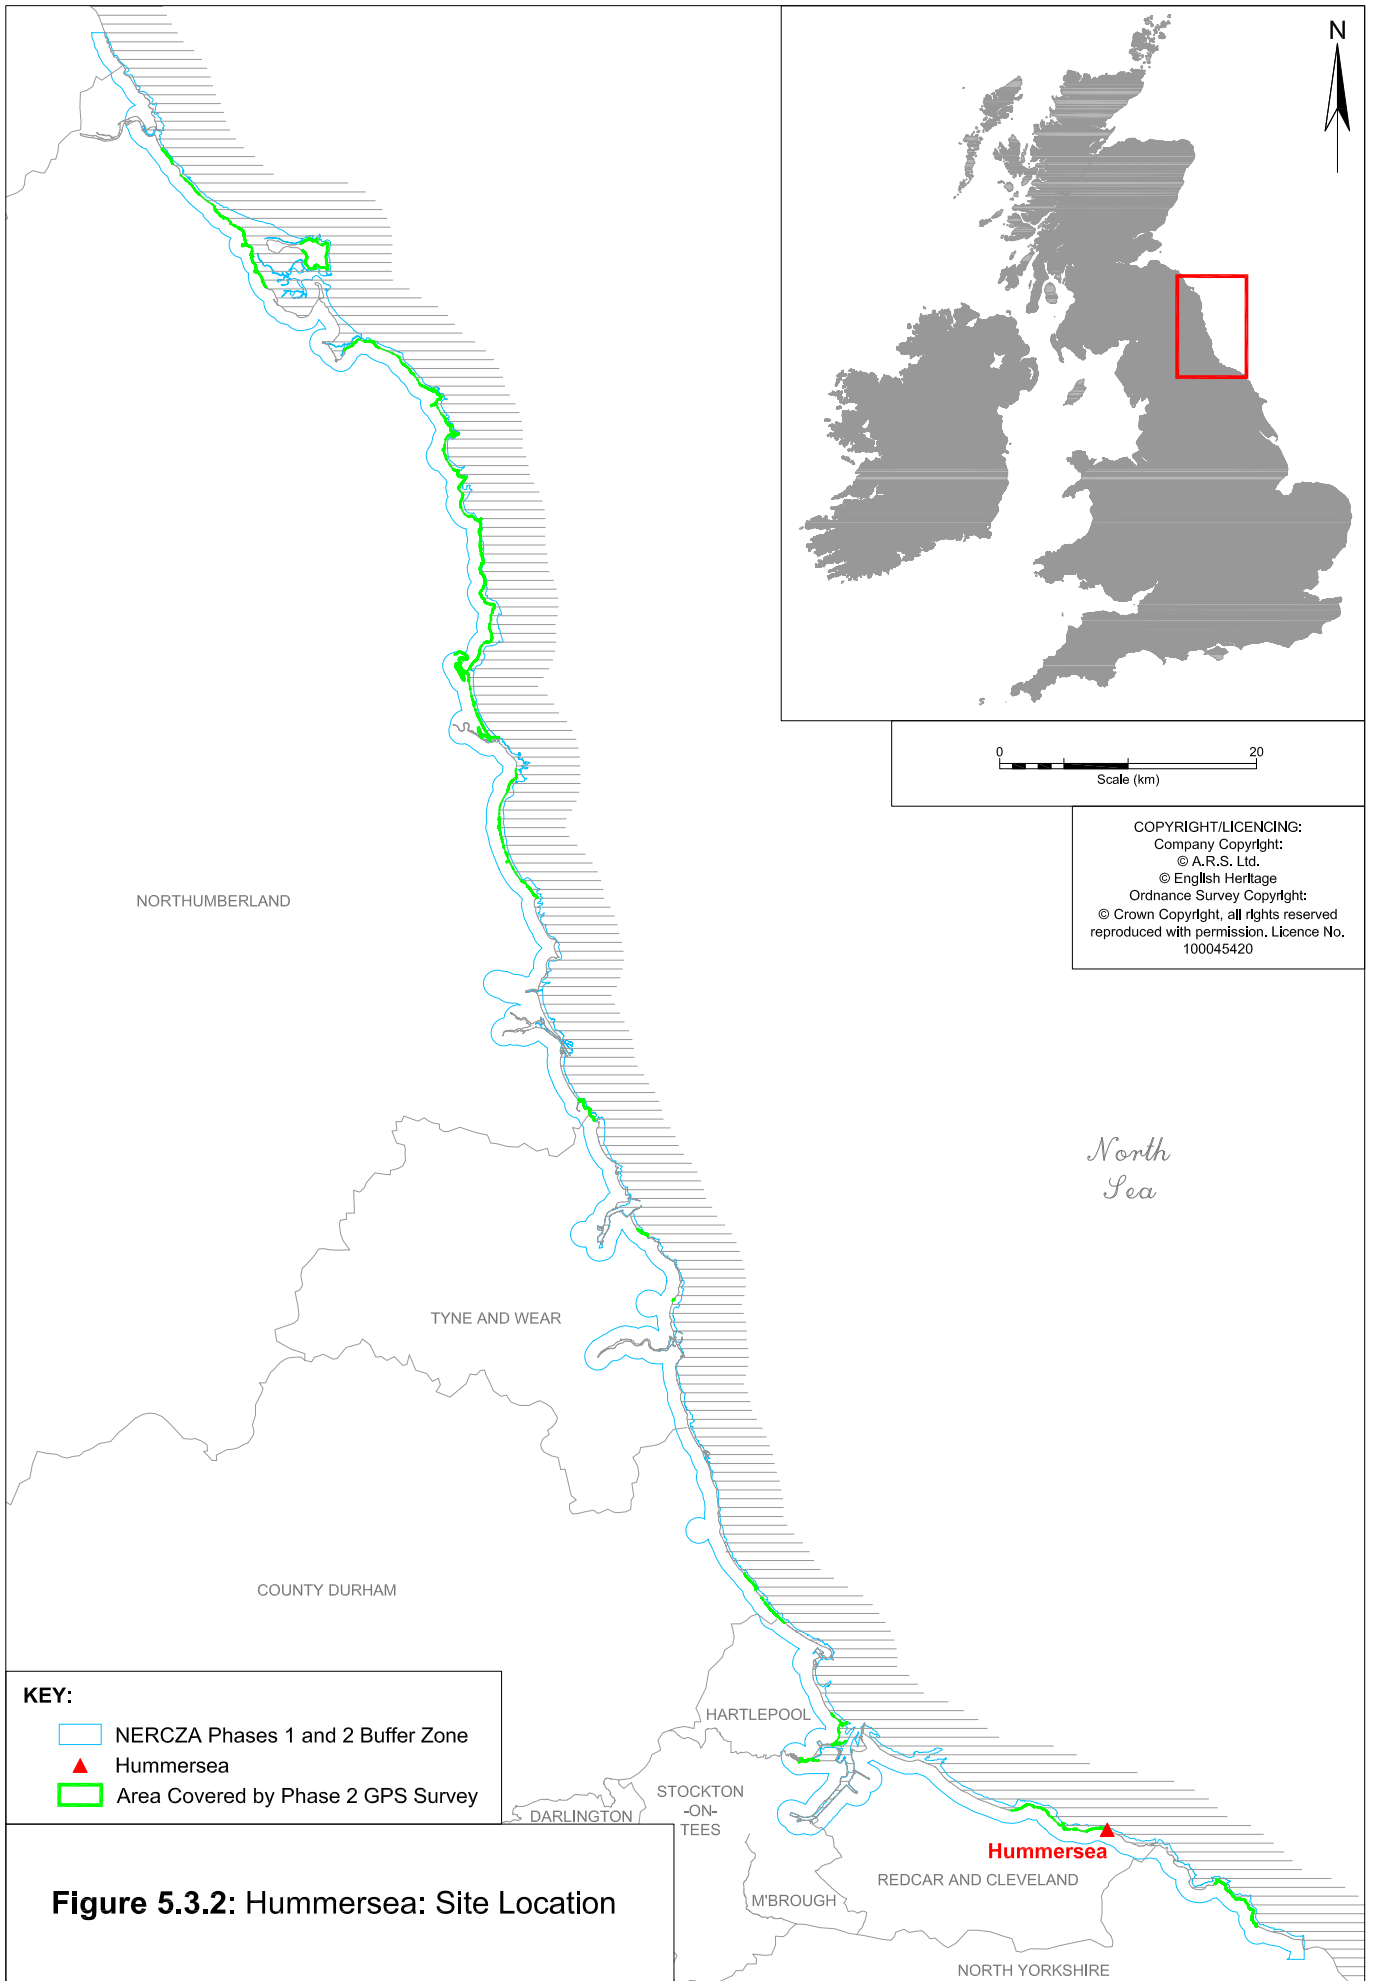 N
0 20
Scale (km)
COPYRIGHT/LICENCING:
Company Copyright:
© A.R.S. Ltd.
© English Heritage
Ordnance Survey Copyright:
© Crown Copyright, all rights reserved
reproduced with permission. Licence No.
100045420
NORTHUMBERLAND
North
Sea
TYNE AND WEAR
COUNTY DURHAM
HARTLEPOOL
STOCKTON
-ON-
TEES
DARLINGTON
Hummersea
REDCAR AND CLEVELAND
M'BROUGH
NORTH YORKSHIRE
KEY:
NERCZA Phases 1 and 2 Buffer Zone
Hummersea
Area Covered by Phase 2 GPS Survey
Figure 5.3.2: Hummersea: Site Location